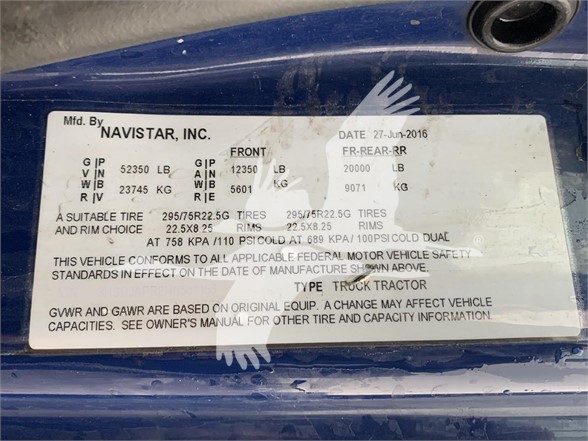 Mfd. By
NAVISTAR, INC. DATE 27-Jun-2016
FRONT FR-REAR-RR
G P G P
V N 52350 LB A N 12350 LB 20000 LB
W B W B
R V 23745 KG R E 5601 KG 9071 KG
A SUITABLE TIRE 295/75R22.5G TIRES 295/75R22.5G TIRES
AND RIM CHOICE 22.5X8.25 RIMS 22.5X8.25 RIMS
AT 758 KPA/110 PSI COLD AT 689 KPA/100 PSI COLD DUAL
THIS VEHICLE CONFORMS TO ALL APPLICABLE FEDERAL MOTOR VEHICLE SAFETY
STANDARDS IN EFFECT ON THE DATE OF MANUFACTURE SHOWN ABOVE.
TYPE TRUCK TRACTOR
GVWR AND GAWR ARE BASED ON ORIGINAL EQUIP. A CHANGE MAY AFFECT VEHICLE
CAPACITIES. SEE OWNER'S MANUAL FOR OTHER TIRE AND CAPACITY INFORMATION.